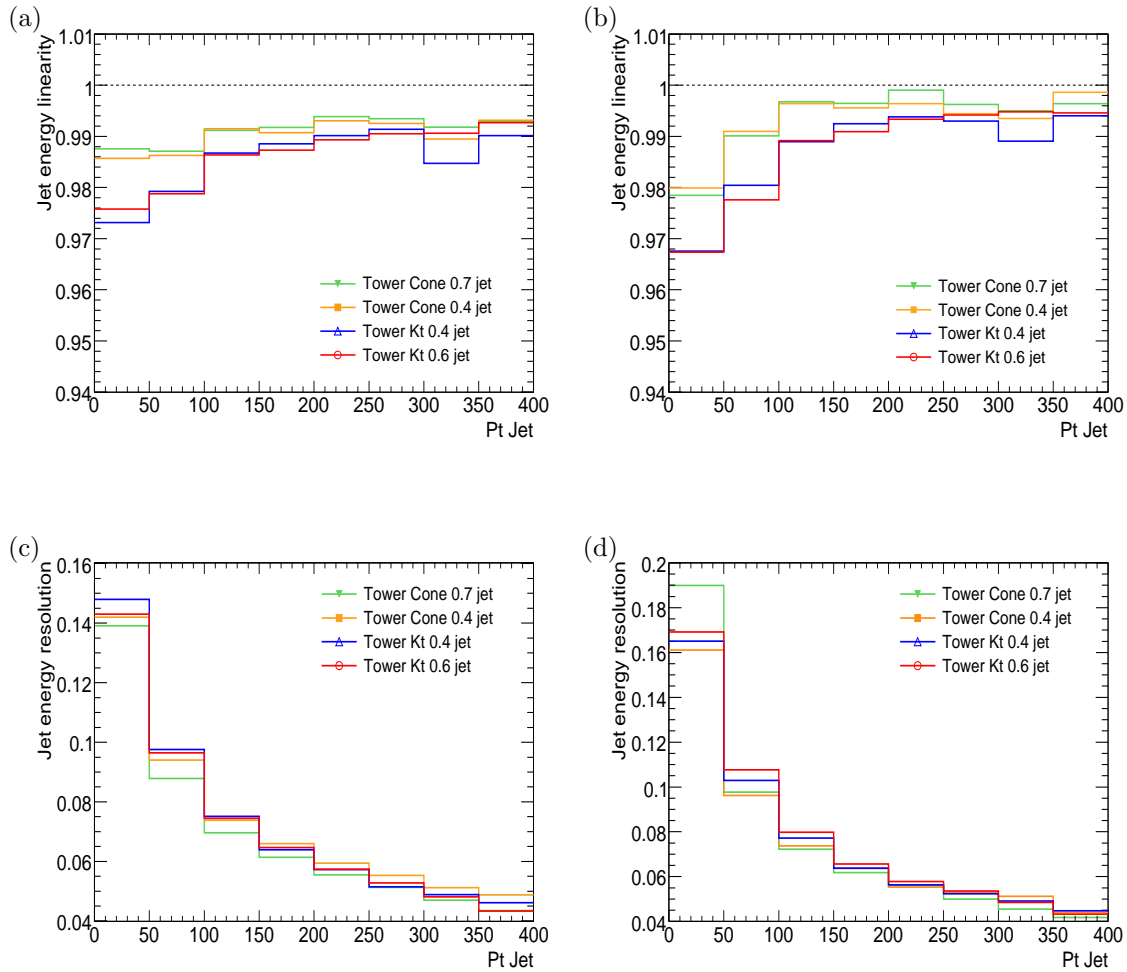 (a)
Jet energy linearity
1.01
1
0.99
0.98
0.97
0.96
0.95
0.94
Tower Cone 0.7 jet
Tower Cone 0.4 jet
Tower Kt 0.4 jet
Tower Kt 0.6 jet
0 50 100 150 200 250 300 350 400
Pt Jet
(b)
Jet energy linearity
1.01
1
0.99
0.98
0.97
0.96
0.95
0.94
Tower Cone 0.7 jet
Tower Cone 0.4 jet
Tower Kt 0.4 jet
Tower Kt 0.6 jet
0 50 100 150 200 250 300 350 400
Pt Jet
(c)
Jet energy resolution
0.16
0.14
0.12
0.1
0.08
0.06
0.04
Tower Cone 0.7 jet
Tower Cone 0.4 jet
Tower Kt 0.4 jet
Tower Kt 0.6 jet
0 50 100 150 200 250 300 350 400
Pt Jet
(d)
Jet energy resolution
0.2
0.18
0.16
0.14
0.12
0.1
0.08
0.06
0.04
Tower Cone 0.7 jet
Tower Cone 0.4 jet
Tower Kt 0.4 jet
Tower Kt 0.6 jet
0 50 100 150 200 250 300 350 400
Pt Jet